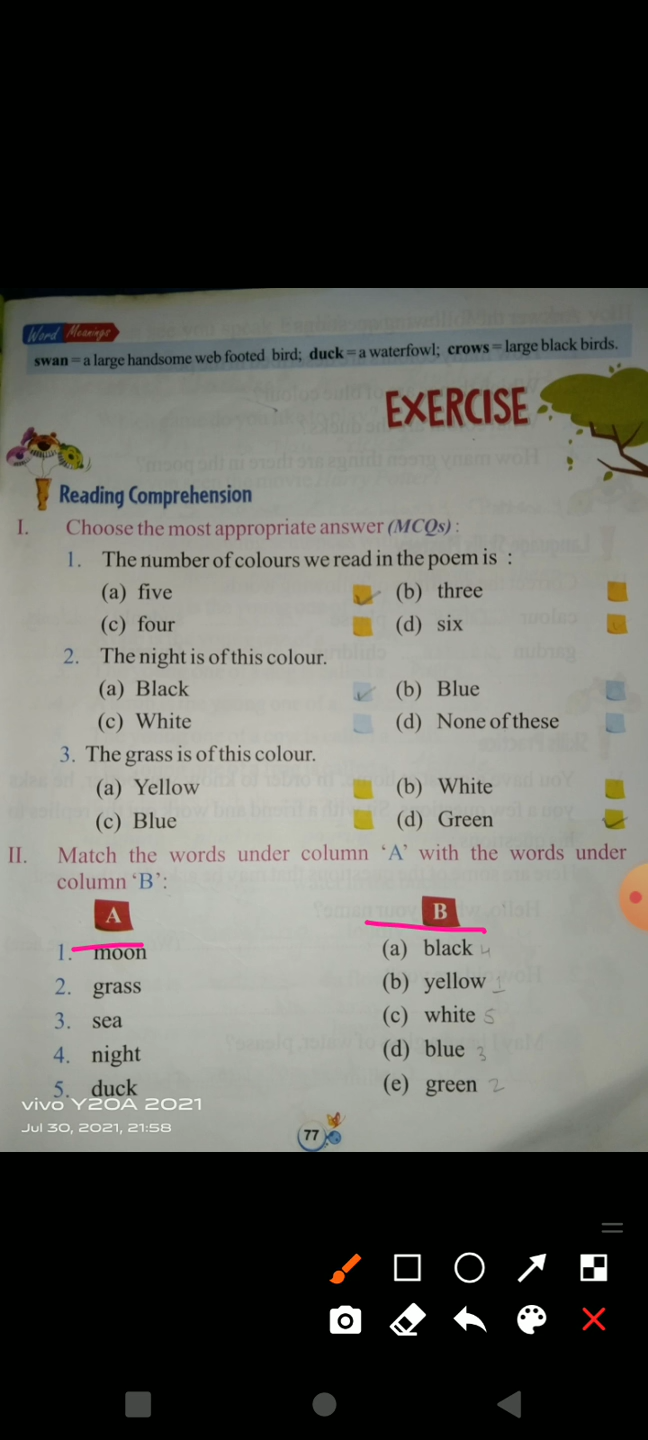 Word Meanings
swan = a large handsome web footed bird; duck = a waterfowl; crows = large black birds.
EXERCISE
Reading Comprehension
I. Choose the most appropriate answer (MCQs) :
1. The number of colours we read in the poem is :
(a) five (b) three
(c) four (d) six
2. The night is of this colour.
(a) Black (b) Blue
(c) White (d) None of these
3. The grass is of this colour.
(a) Yellow (b) White
(c) Blue (d) Green
II. Match the words under column ‘A’ with the words under
column ‘B’:
A B
1. moon (a) black 4
2. grass (b) yellow 1
3. sea (c) white 5
4. night (d) blue 3
5. duck (e) green 2
vivo Y20A 2021
Jul 30, 2021, 21:58
77